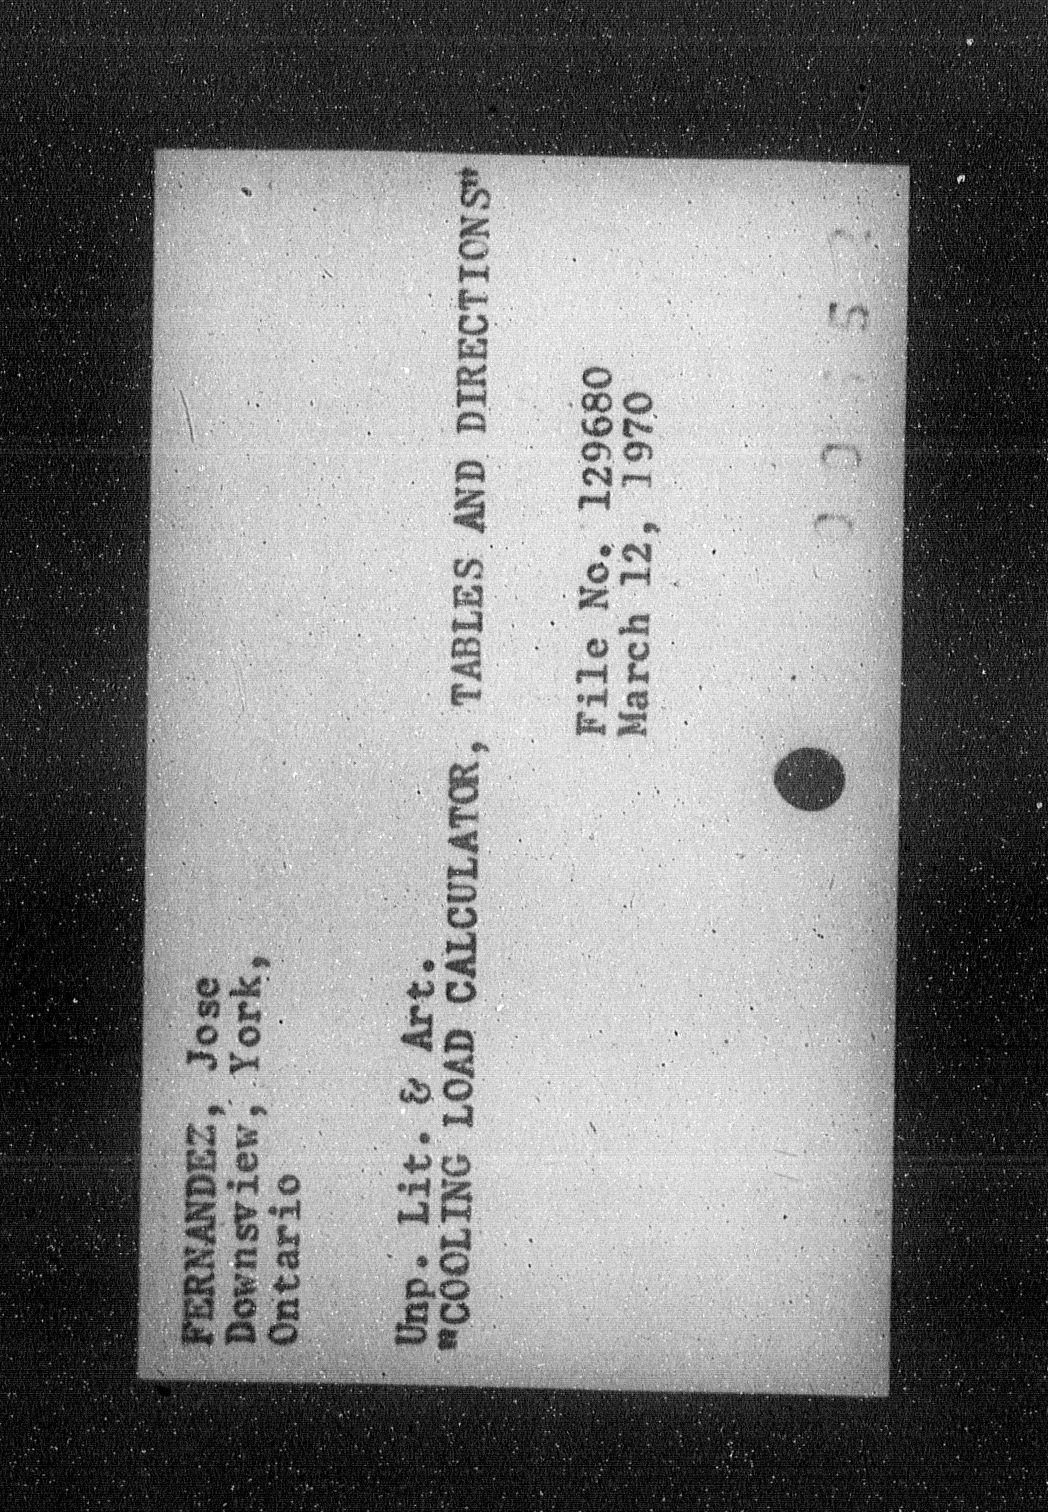 FERNANDEZ, Jose
Downsview, York,
Ontario
Unp. Lit. & Art.
"COOLING LOAD CALCULATOR, TABLES AND DIRECTIONS"
File No. 129680
March 12, 1970